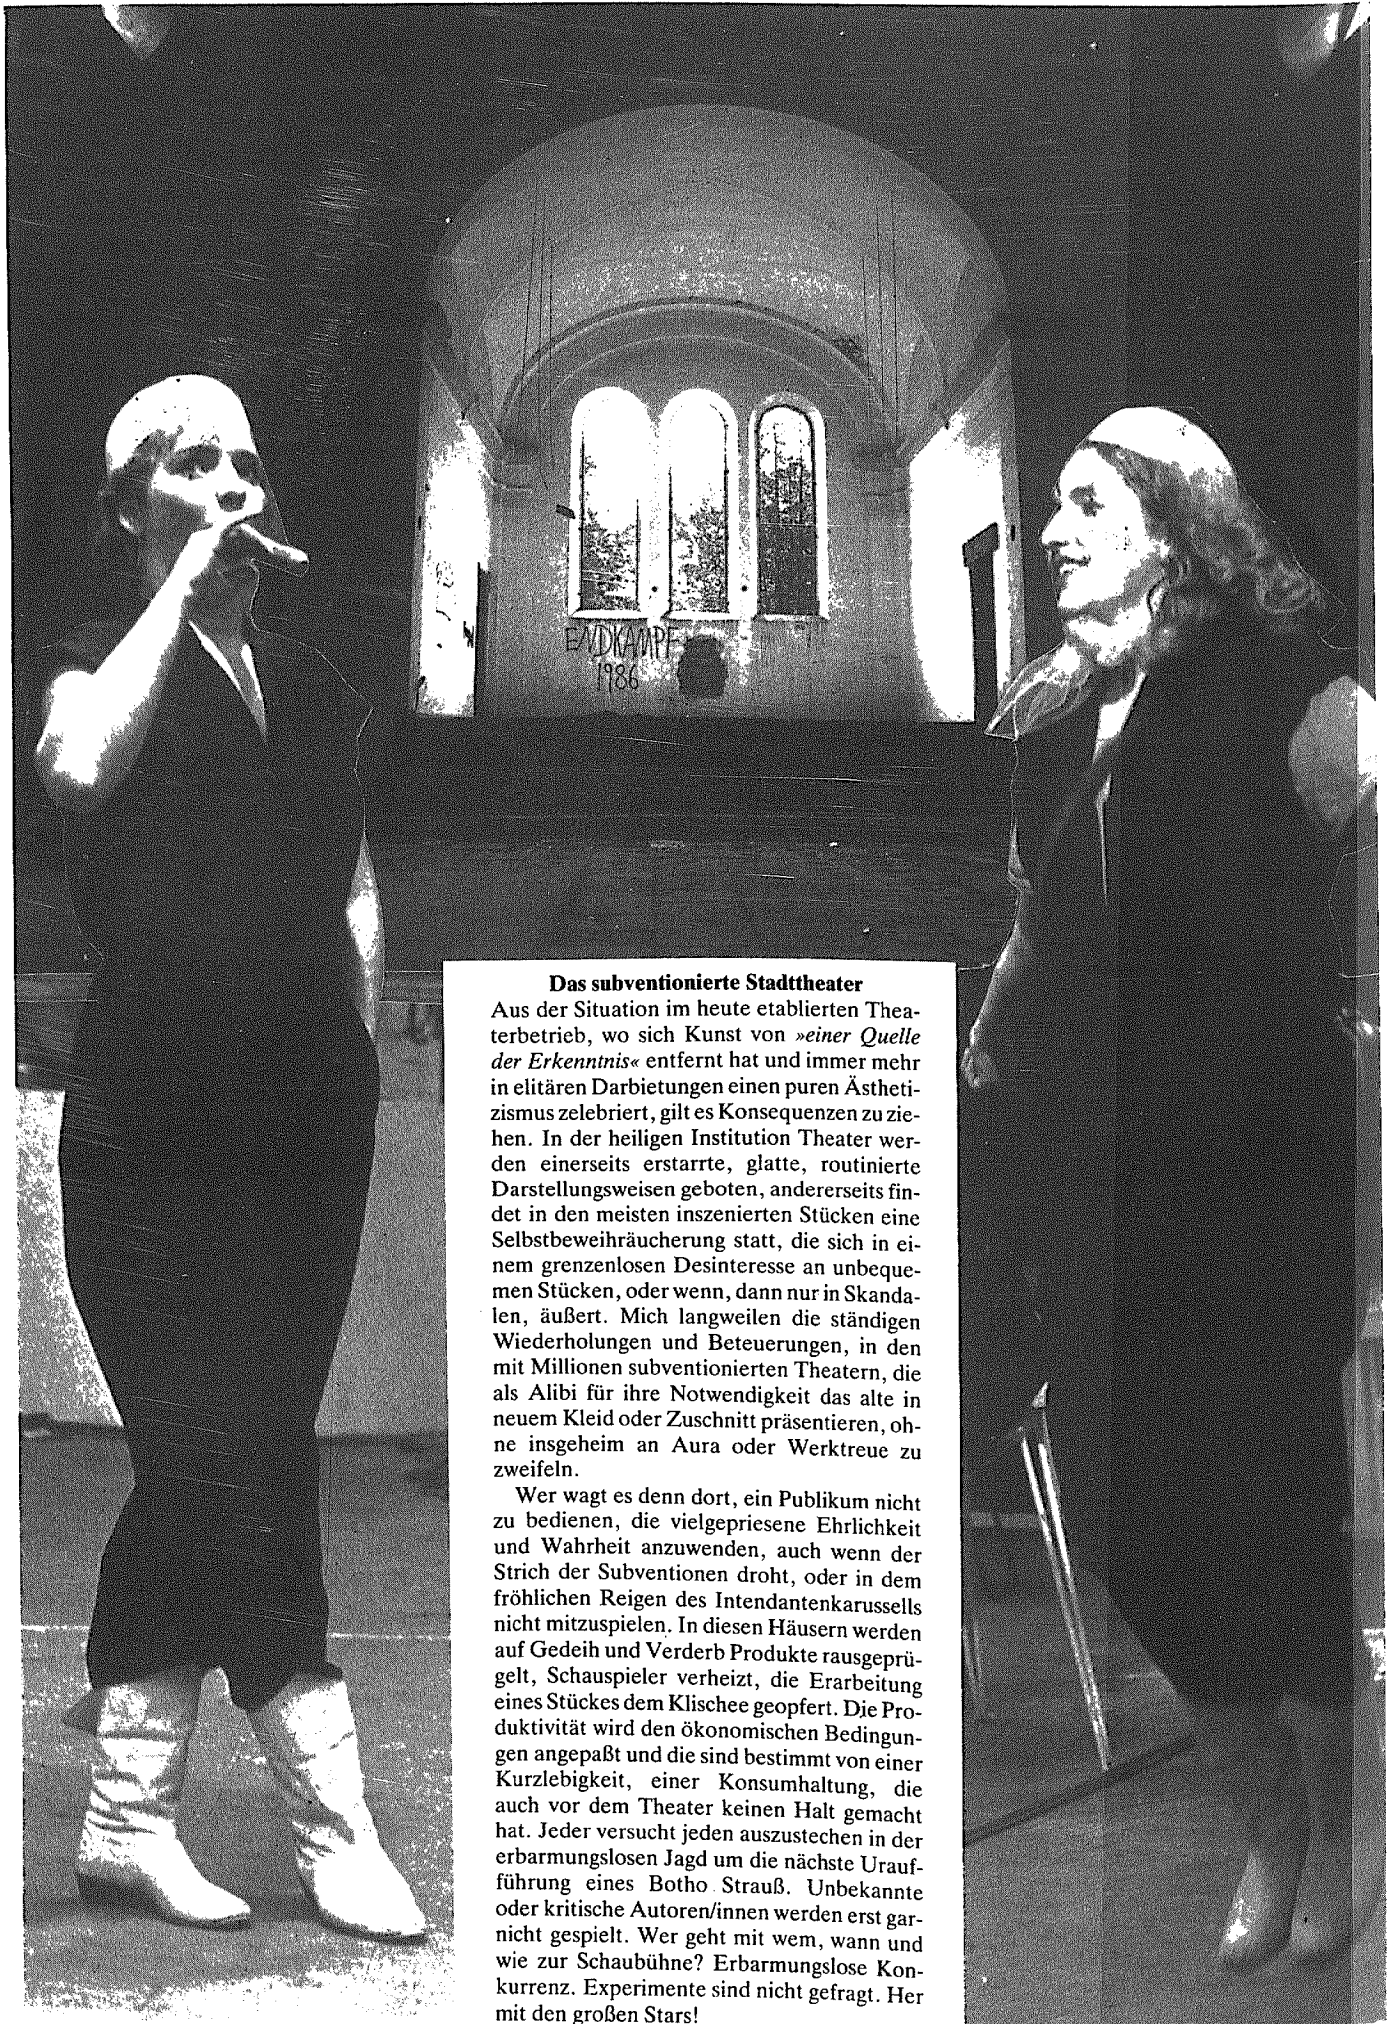 ENDKAMPF
1986
Das subventionierte Stadttheater
Aus der Situation im heute etablierten Thea-
terbetrieb, wo sich Kunst von »einer Quelle
der Erkenntnis« entfernt hat und immer mehr
in elitären Darbietungen einen puren Ästheti-
zismus zelebriert, gilt es Konsequenzen zu zie-
hen. In der heiligen Institution Theater wer-
den einerseits erstarrte, glatte, routinierte
Darstellungsweisen geboten, andererseits fin-
det in den meisten inszenierten Stücken eine
Selbstbeweihräucherung statt, die sich in ei-
nem grenzenlosen Desinteresse an unbeque-
men Stücken, oder wenn, dann nur in Skanda-
len, äußert. Mich langweilen die ständigen
Wiederholungen und Beteuerungen, in den
mit Millionen subventionierten Theatern, die
als Alibi für ihre Notwendigkeit das alte in
neuem Kleid oder Zuschnitt präsentieren, oh-
ne insgeheim an Aura oder Werktreue zu
zweifeln.
Wer wagt es denn dort, ein Publikum nicht
zu bedienen, die vielgepriesene Ehrlichkeit
und Wahrheit anzuwenden, auch wenn der
Strich der Subventionen droht, oder in dem
fröhlichen Reigen des Intendantenkarussells
nicht mitzuspielen. In diesen Häusern werden
auf Gedeih und Verderb Produkte rausgeprü-
gelt, Schauspieler verheizt, die Erarbeitung
eines Stückes dem Klischee geopfert. Die Pro-
duktivität wird den ökonomischen Bedingun-
gen angepaßt und die sind bestimmt von einer
Kurzlebigkeit, einer Konsumhaltung, die
auch vor dem Theater keinen Halt gemacht
hat. Jeder versucht jeden auszustechen in der
erbarmungslosen Jagd um die nächste Urauf-
führung eines Botho Strauß. Unbekannte
oder kritische Autoren/innen werden erst gar-
nicht gespielt. Wer geht mit wem, wann und
wie zur Schaubühne? Erbarmungslose Kon-
kurrenz. Experimente sind nicht gefragt. Her
mit den großen Stars!